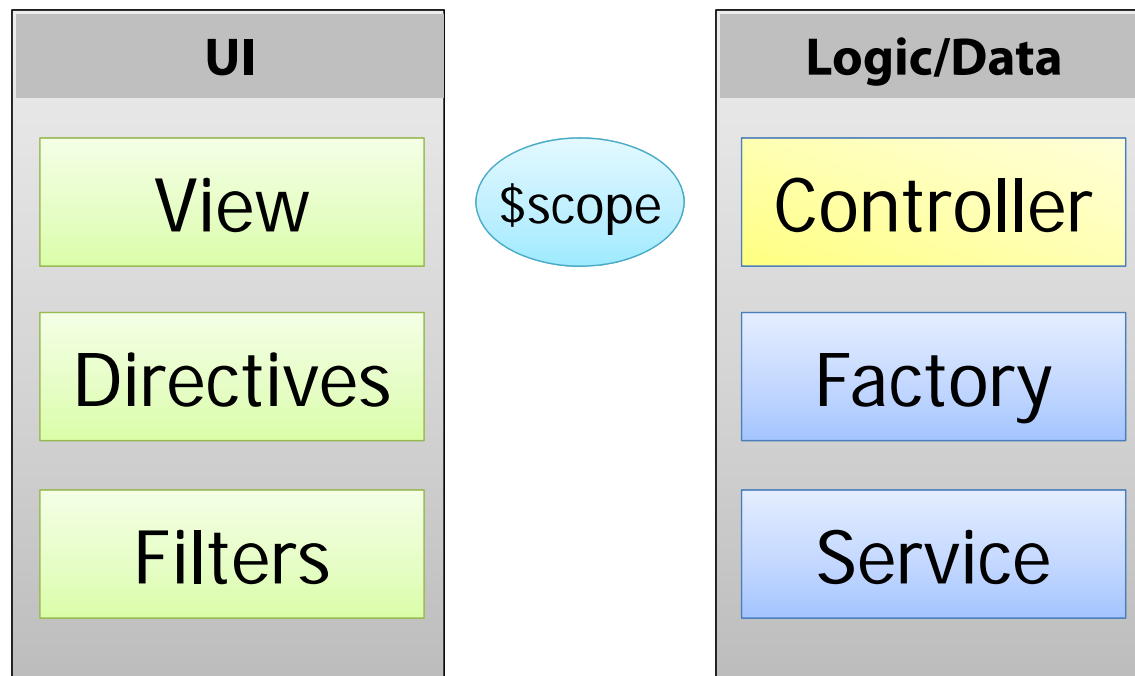 UI
View
Directives
Filters
$scope
Logic/Data
Controller
Factory
Service